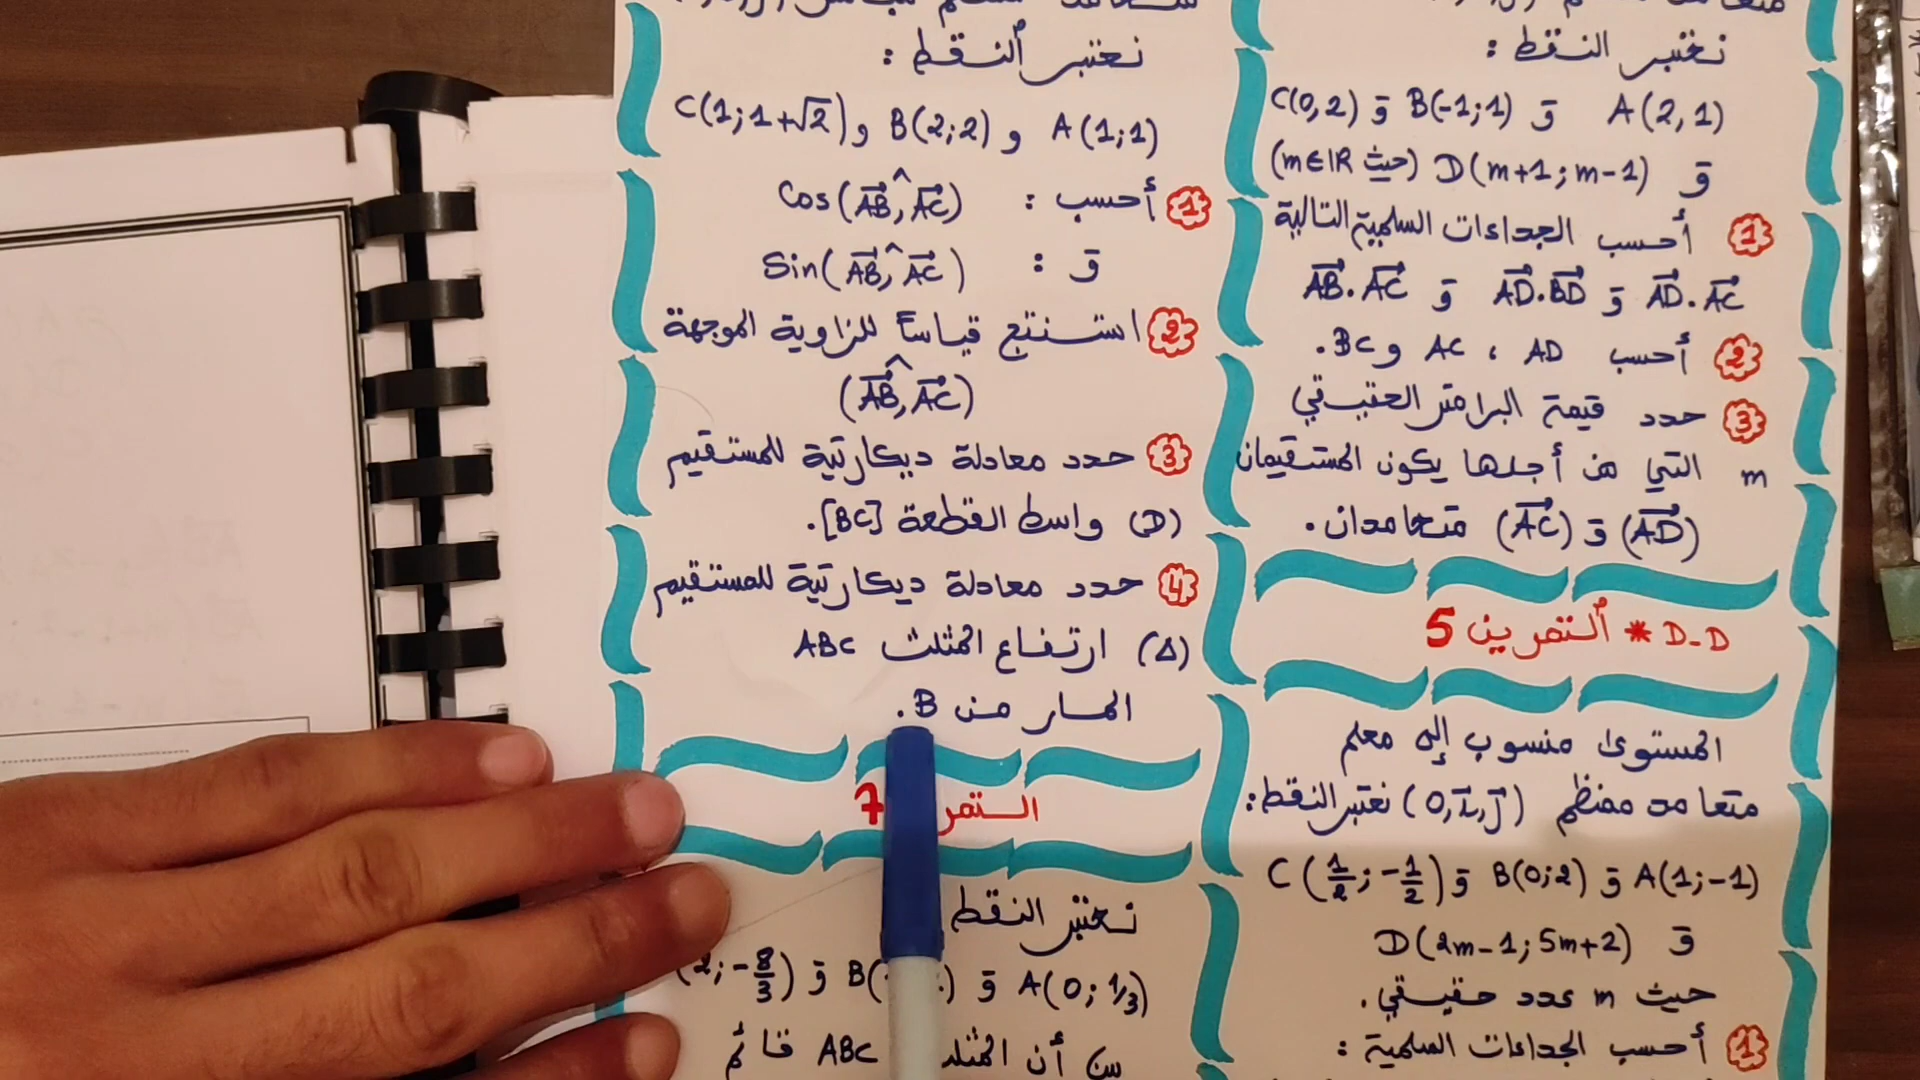 نعتبر النقط :
A(2,1) و B(-1;1) و C(0,2)
و D(m+1;m-1) (حيث m∈IR)
1 أحسب الجداءات السلمية التالية
AD.AC و AD.BD و AB.AC
2 أحسب AD ، AC و BC.
3 حدد قيمة البرامتر الحقيقي
m التي من أجلها يكون المستقيمان
(AD) و (AC) متعامدان.
D-D * ألتمرين 5
المستوى منسوب إلى معلم
متعامد ممنظم (O,i,j) نعتبر النقط:
A(1;-1) و B(0;2) و C(1/2;-1/2)
و D(2m-1;5m+2)
حيث m عدد حقيقي.
1 أحسب الجداءات السلمية :
نعتبر ألنقط :
A(1;1) و B(2;2) و C(1;1+√2)
1 أحسب : Cos(AB,AC)
و : Sin(AB,AC)
2 استنتج قياساً للزاوية الموجهة
(AB,AC)
3 حدد معادلة ديكارتية للمستقيم
(D) واسط القطعة [BC].
4 حدد معادلة ديكارتية للمستقيم
(Δ) ارتفاع المثلث ABC
المار من B.
7
نعتبر النقط
A(0;1/3) و B( و 2;-8/3)
بين أن ABC قائم